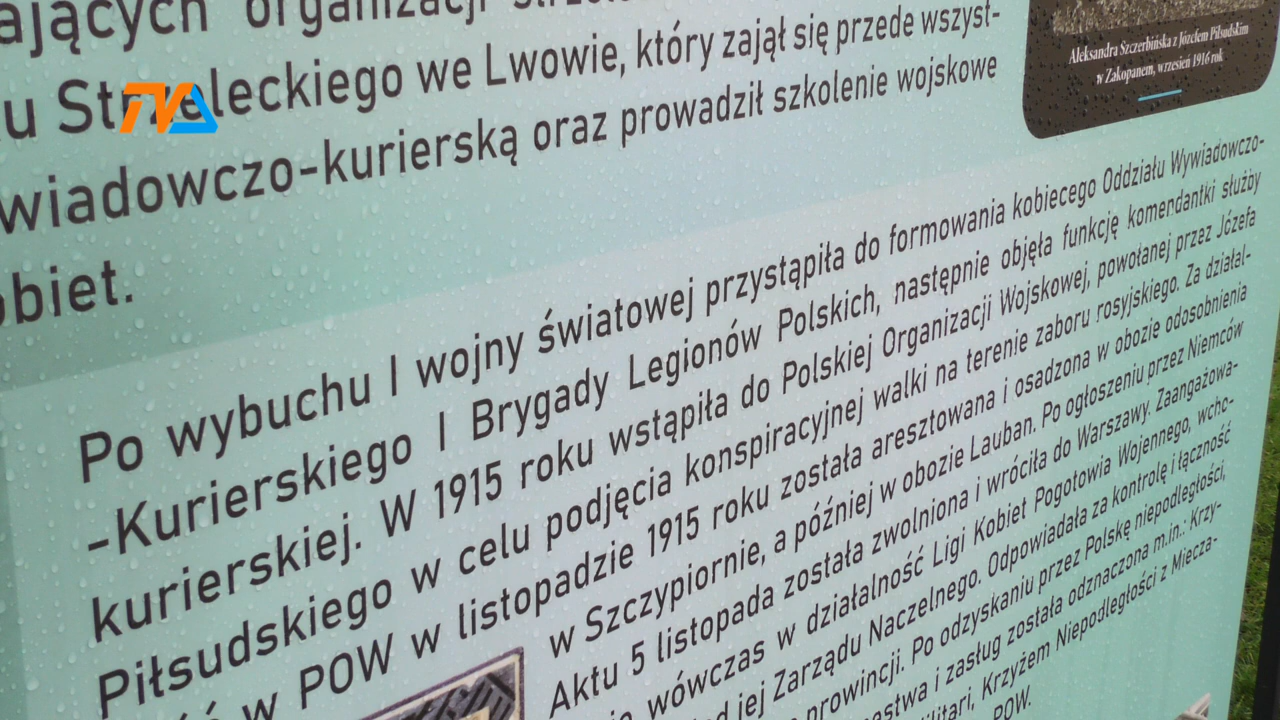 ających organizacji
u Strzeleckiego we Lwowie, który zajął się przede wszyst-
wiadowczo-kurierską oraz prowadził szkolenie wojskowe
obiet.
TVA
Aleksandra Szczerbińska z Józefem Piłsudskim
w Zakopanem, wrzesień 1916 rok
Po wybuchu I wojny światowej przystąpiła do formowania kobiecego Oddziału Wywiadowczo-
-Kurierskiego I Brygady Legionów Polskich, następnie objęła funkcję komendantki służby
kurierskiej. W 1915 roku wstąpiła do Polskiej Organizacji Wojskowej, powołanej przez Józefa
Piłsudskiego w celu podjęcia konspiracyjnej walki na terenie zaboru rosyjskiego. Za działal-
w POW w listopadzie 1915 roku została aresztowana i osadzona w obozie odosobnienia
w Szczypiornie, a później w obozie Lauban. Po ogłoszeniu przez Niemców
Aktu 5 listopada została zwolniona i wróciła do Warszawy. Zaangażowa-
wówczas w działalność Ligi Kobiet Pogotowia Wojennego, wcho-
jej Zarządu Naczelnego. Odpowiadała za kontrolę i łączność
prowincji. Po odzyskaniu przez Polskę niepodległości,
i zasług została odznaczona m.in.: Krzy-
Krzyżem Niepodległości z Miecza-
POW.